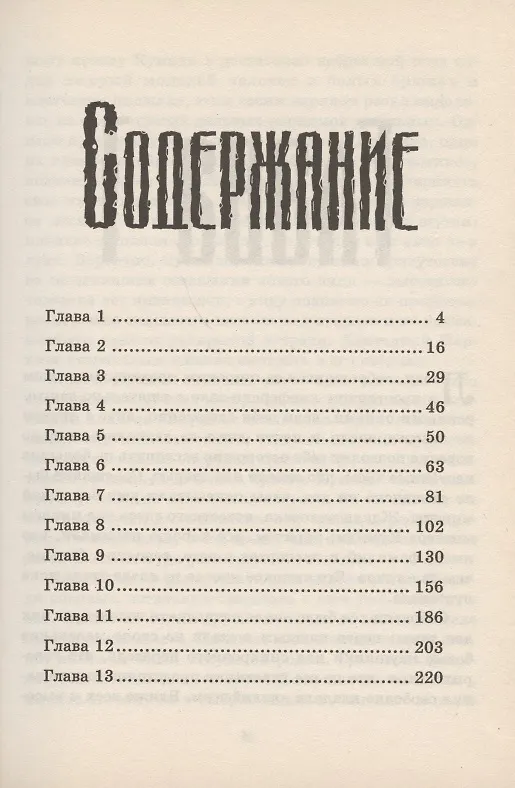 СОДЕРЖАНИЕ
Глава 1 ........................................................ 4
Глава 2 ........................................................ 16
Глава 3 ........................................................ 29
Глава 4 ........................................................ 46
Глава 5 ........................................................ 50
Глава 6 ........................................................ 63
Глава 7 ........................................................ 81
Глава 8 ........................................................ 102
Глава 9 ........................................................ 130
Глава 10 ...................................................... 156
Глава 11 ...................................................... 186
Глава 12 ...................................................... 203
Глава 13 ...................................................... 220